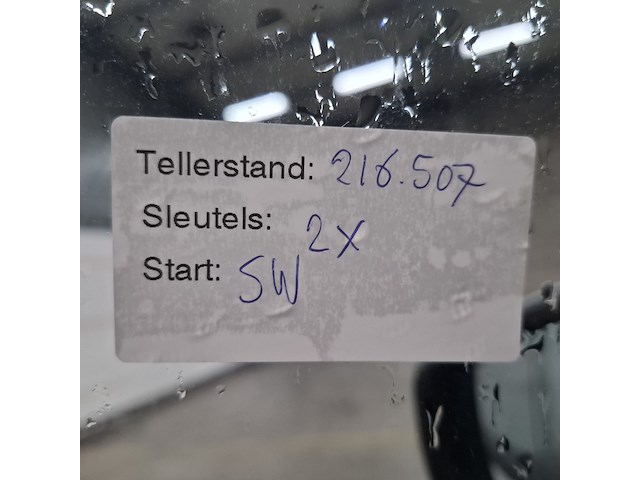 Tellerstand: 216.507
Sleutels: 2X
Start: SW